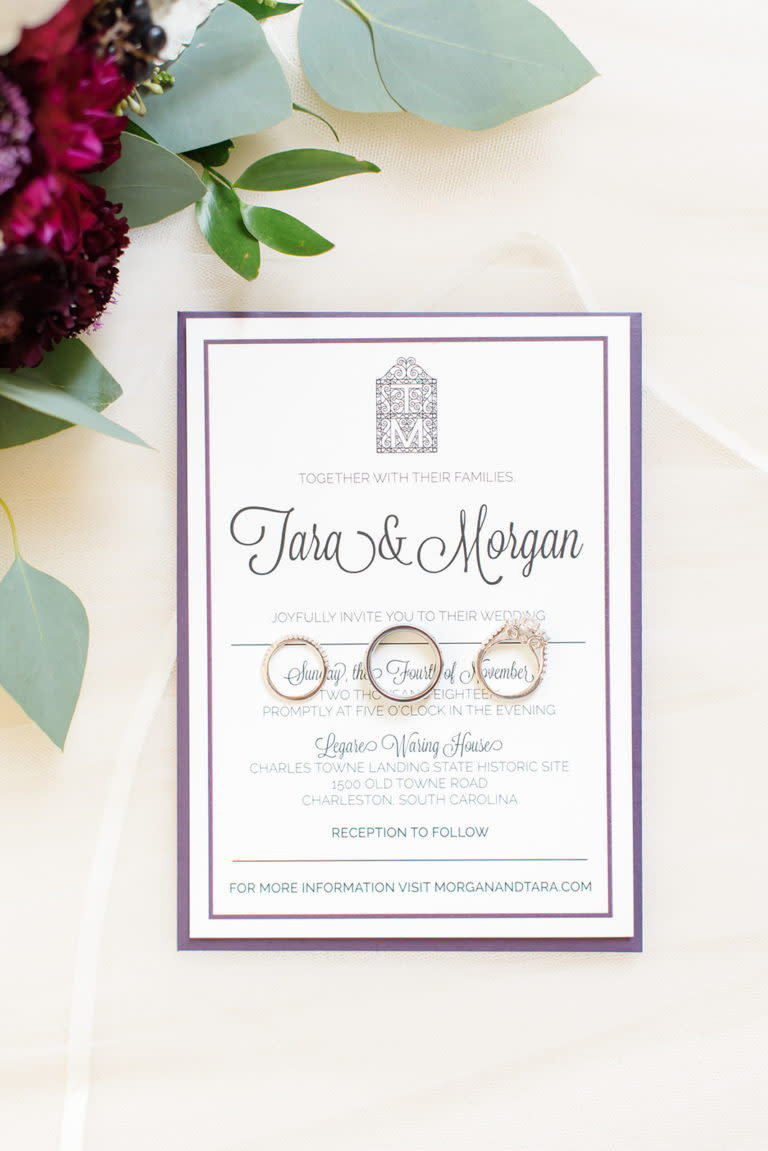 T
M
TOGETHER WITH THEIR FAMILIES,
Tara & Morgan
JOYFULLY INVITE YOU TO THEIR WEDDING
Sunday, the Fourth of November
TWO THOUSAND EIGHTEEN
PROMPTLY AT FIVE O'CLOCK IN THE EVENING
Legare Waring House
CHARLES TOWNE LANDING STATE HISTORIC SITE
1500 OLD TOWNE ROAD
CHARLESTON, SOUTH CAROLINA
RECEPTION TO FOLLOW
FOR MORE INFORMATION VISIT MORGANANDTARA.COM